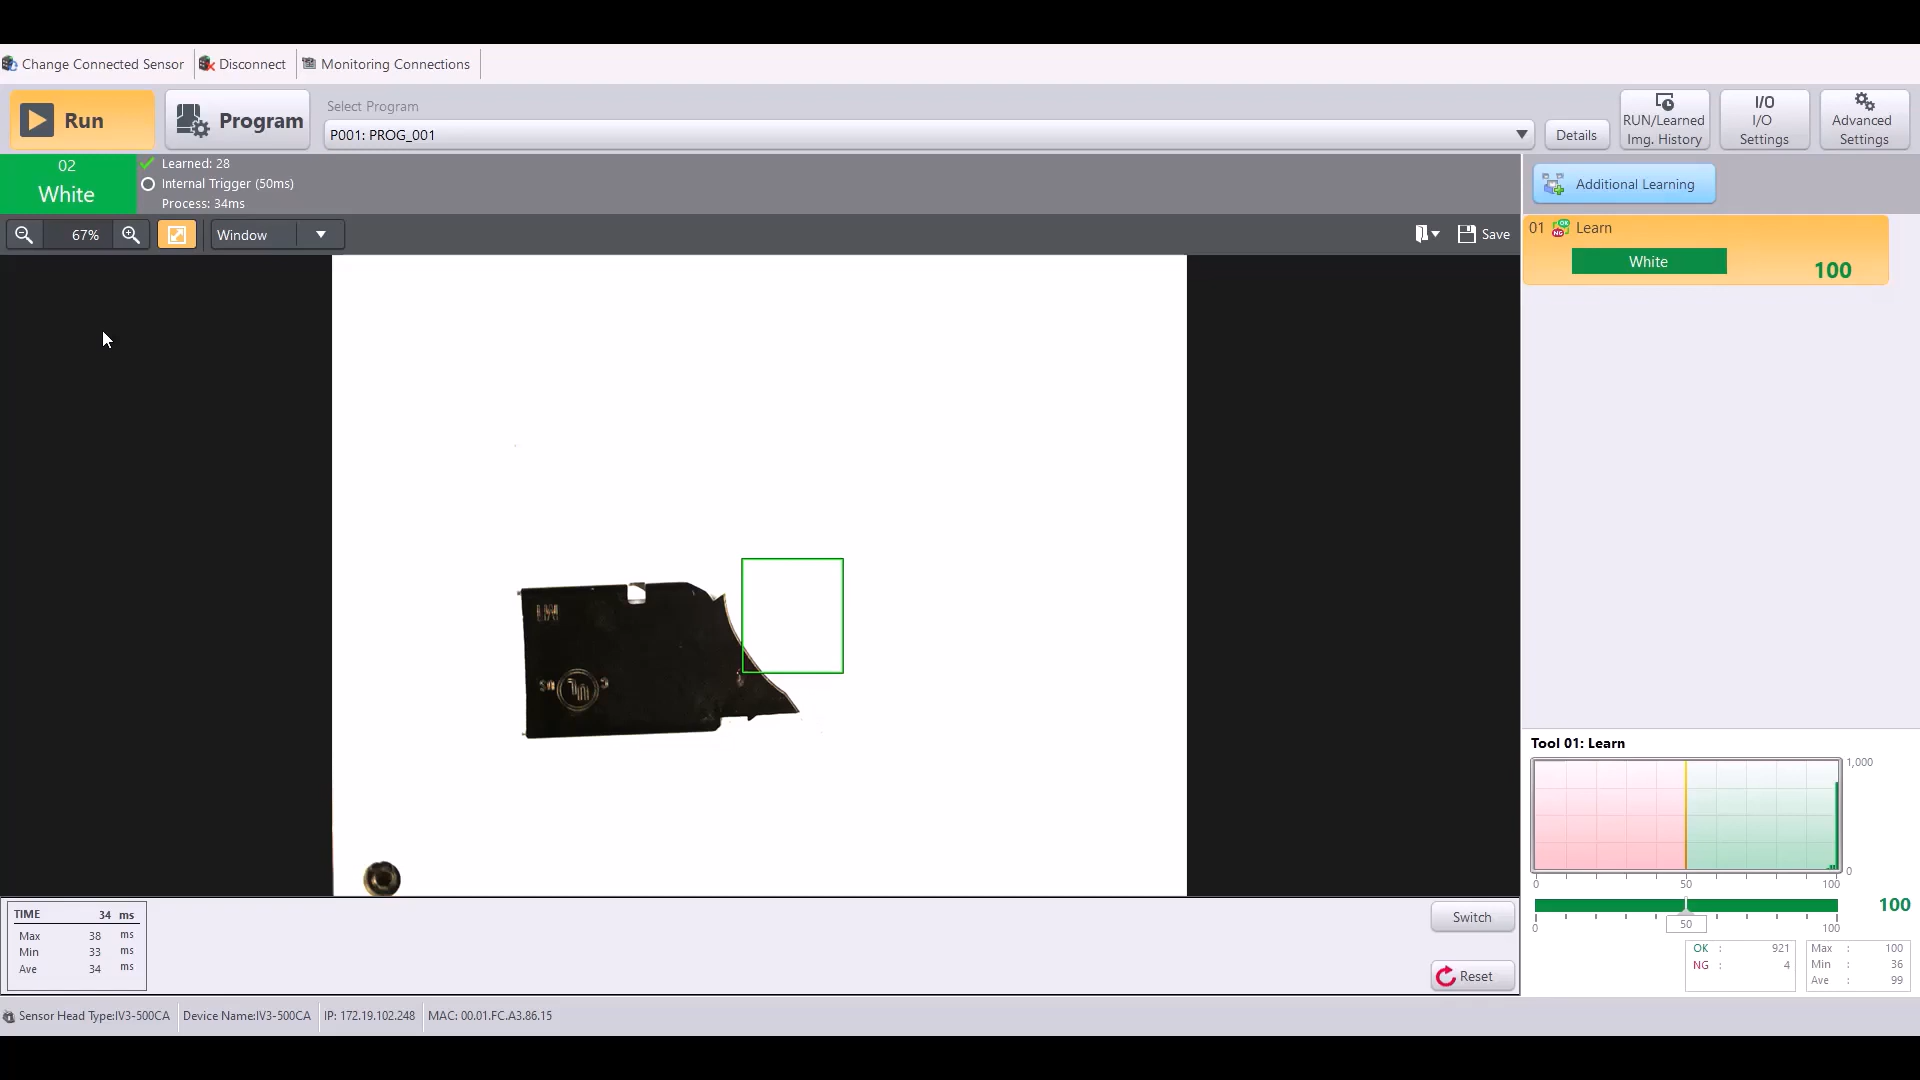 Change Connected Sensor Disconnect Monitoring Connections
Run
Program
Select Program
P001: PROG_001
Details
RUN/Learned
Img. History
I/O
I/O
Settings
Advanced
Settings
02
White
Learned: 28
Internal Trigger (50ms)
Process: 34ms
Additional Learning
67%
Window
Save
01 Learn
White
100
Tool 01: Learn
1,000
0
0 50 100
100
0 50 100
OK : 921
NG : 4
Max : 100
Min : 36
Ave : 99
TIME 34 ms
Max 38 ms
Min 33 ms
Ave 34 ms
Switch
Reset
Sensor Head Type:IV3-500CA Device Name:IV3-500CA IP: 172.19.102.248 MAC: 00.01.FC.A3.86.15